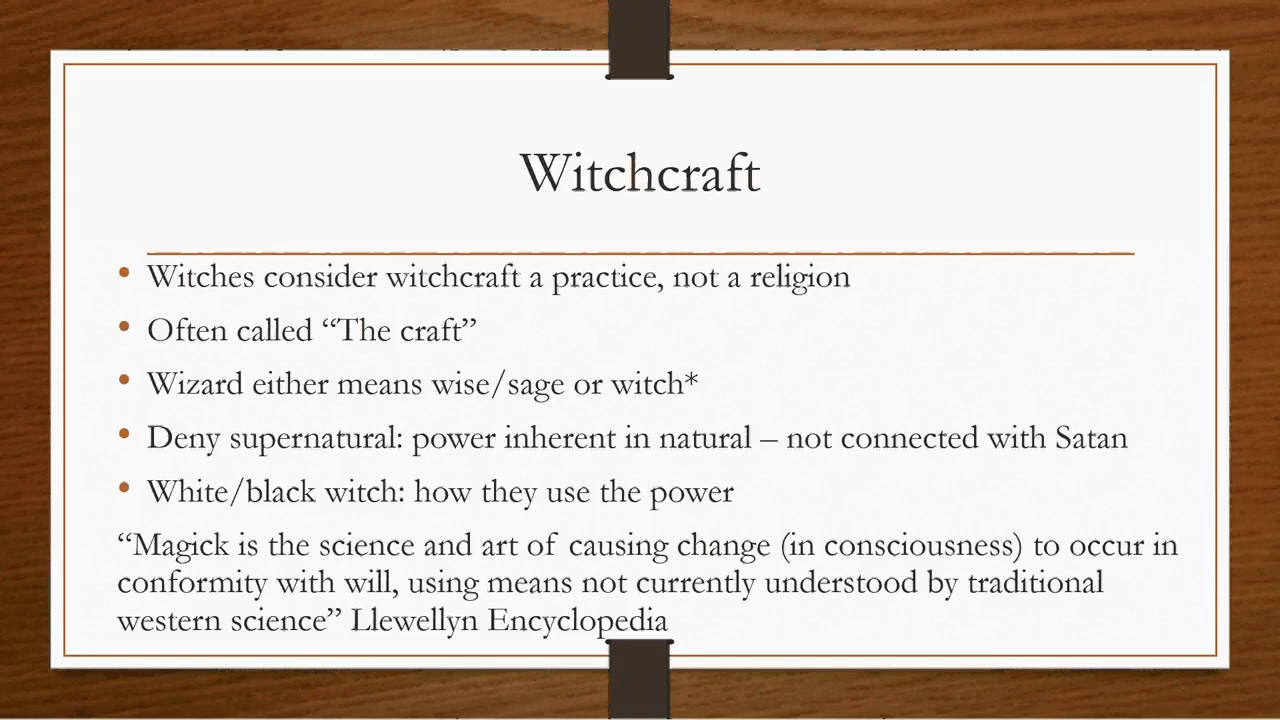 Witchcraft
• Witches consider witchcraft a practice, not a religion
• Often called “The craft”
• Wizard either means wise/sage or witch*
• Deny supernatural: power inherent in natural – not connected with Satan
• White/black witch: how they use the power
“Magick is the science and art of causing change (in consciousness) to occur in
conformity with will, using means not currently understood by traditional
western science” Llewellyn Encyclopedia